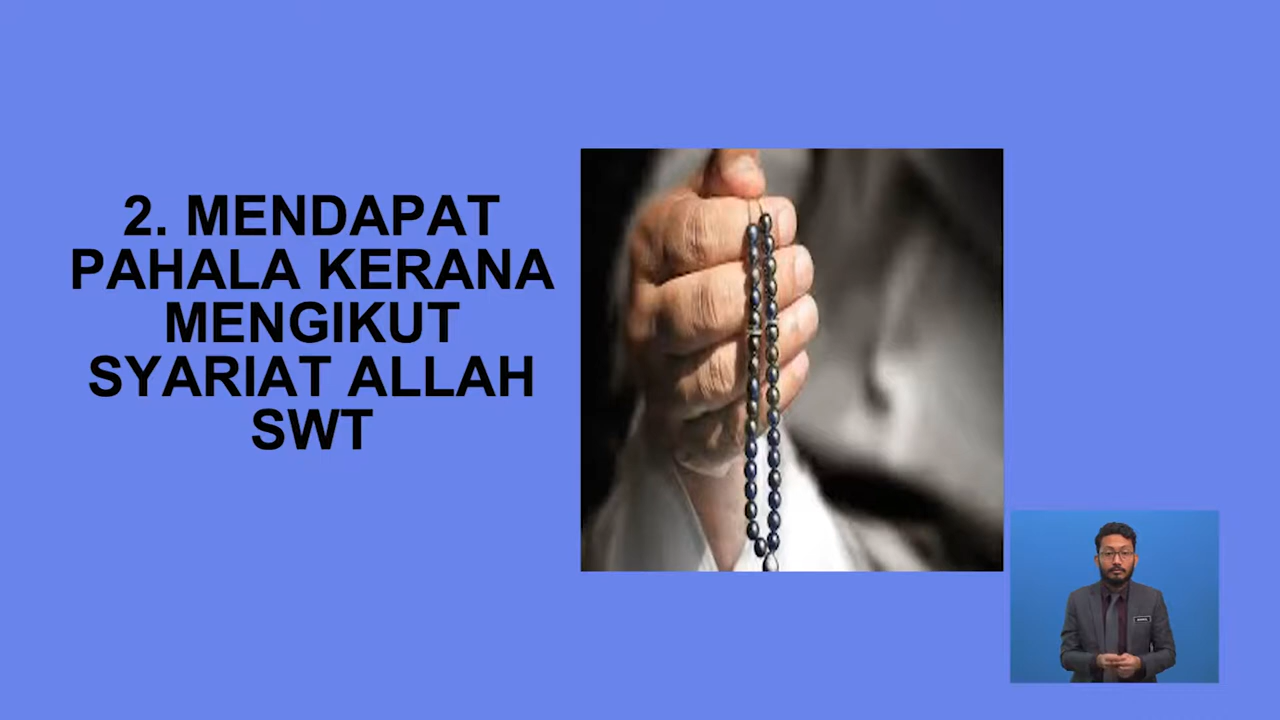 2. MENDAPAT
PAHALA KERANA
MENGIKUT
SYARIAT ALLAH
SWT